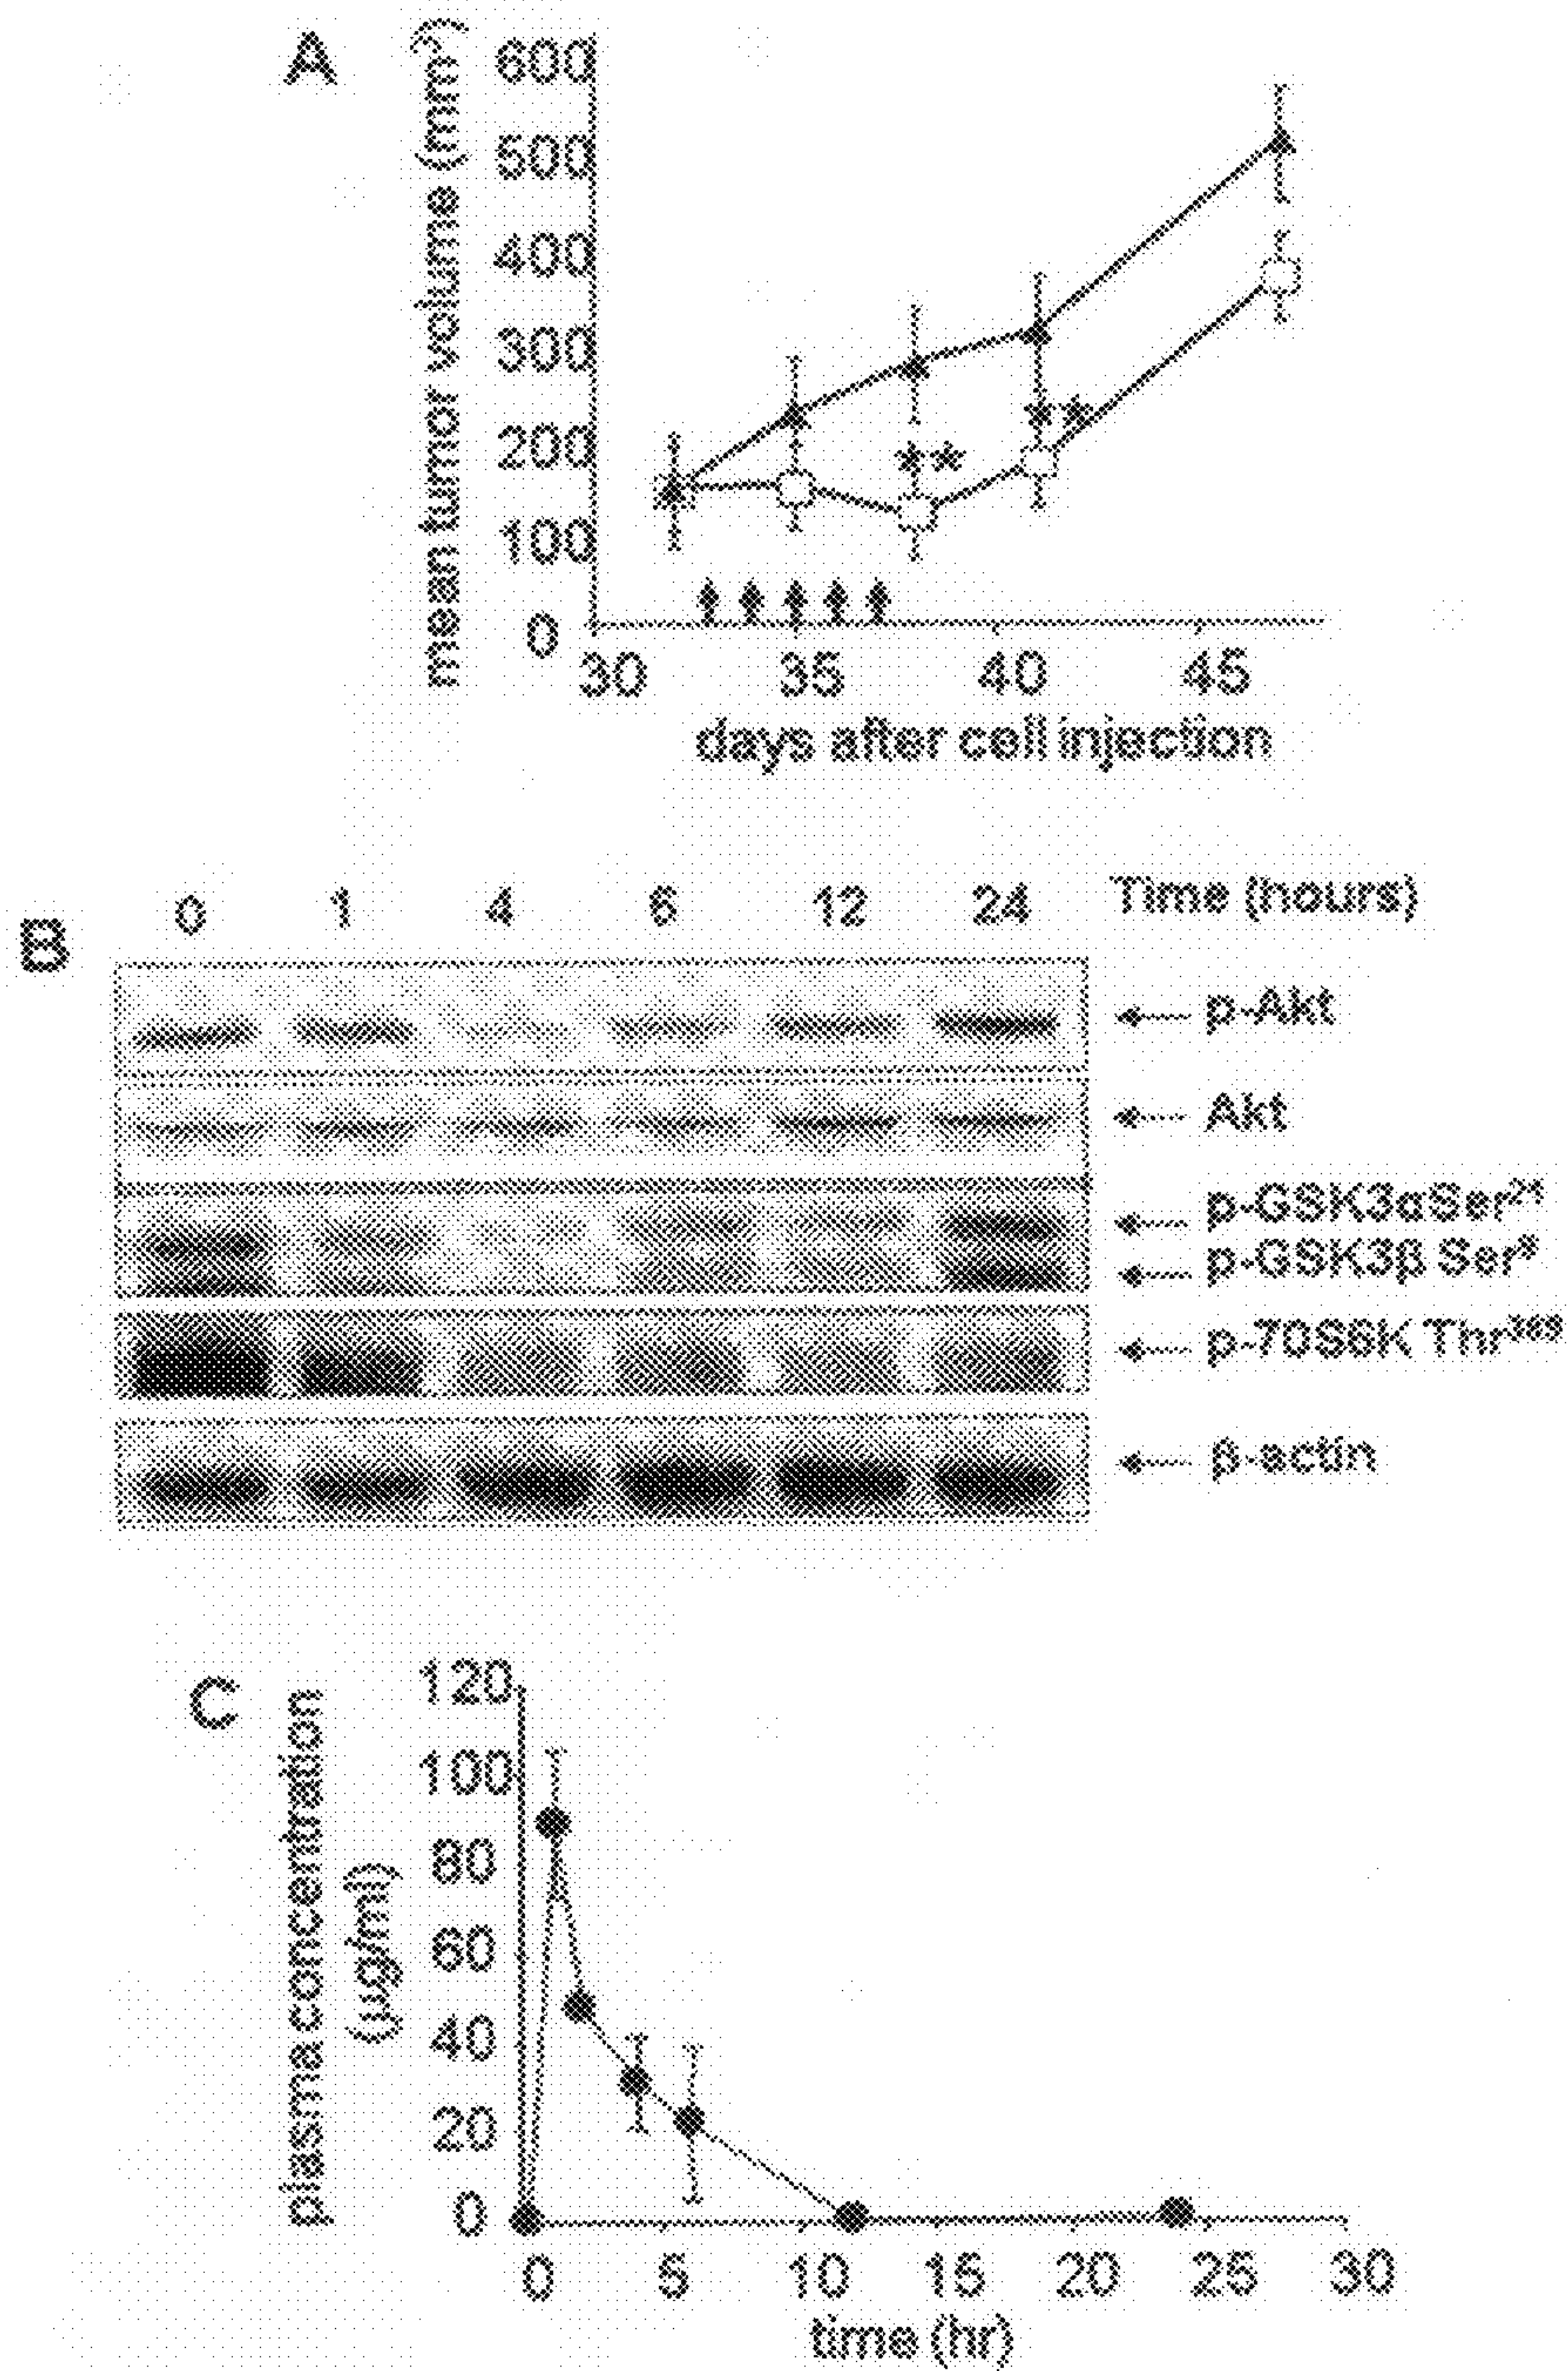 A
mean tumor volume (mm³)
600
500
400
300
200
100
0
**
**
30 35 40 45
days after cell injection
B
0 1 4 6 12 24 Time (hours)
p-Akt
Akt
p-GSK3αSer²¹
p-GSK3β Ser⁹
p-70S6K Thr³⁸⁹
β-actin
C
plasma concentration
(µg/ml)
120
100
80
60
40
20
0
0 5 10 15 20 25 30
time (hr)